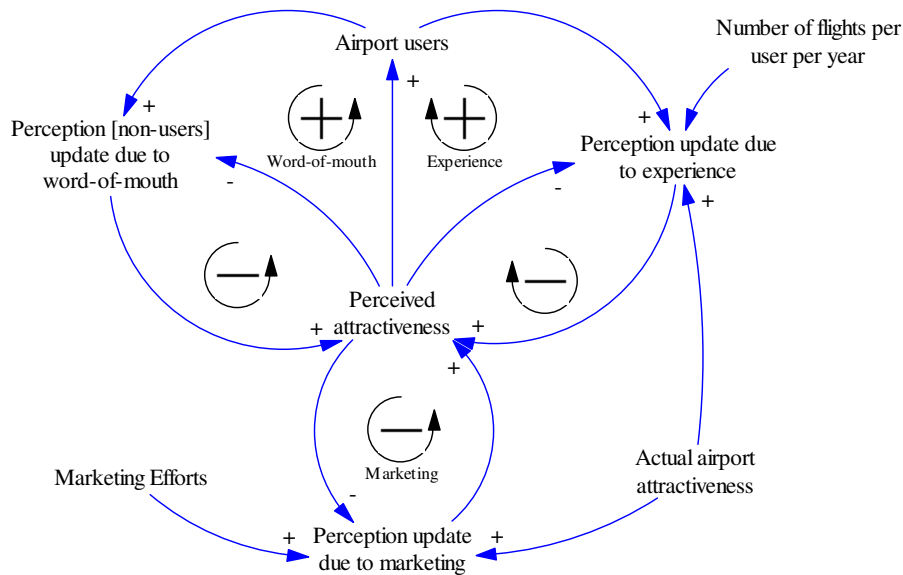 Airport users
Number of flights per
user per year
+
+
+
Perception [non-users]
update due to
word-of-mouth
Word-of-mouth
Experience
Perception update due
to experience
-
-
+
Perceived
attractiveness
+
+
+
Marketing
Marketing Efforts
Actual airport
attractiveness
-
+
Perception update
due to marketing
+